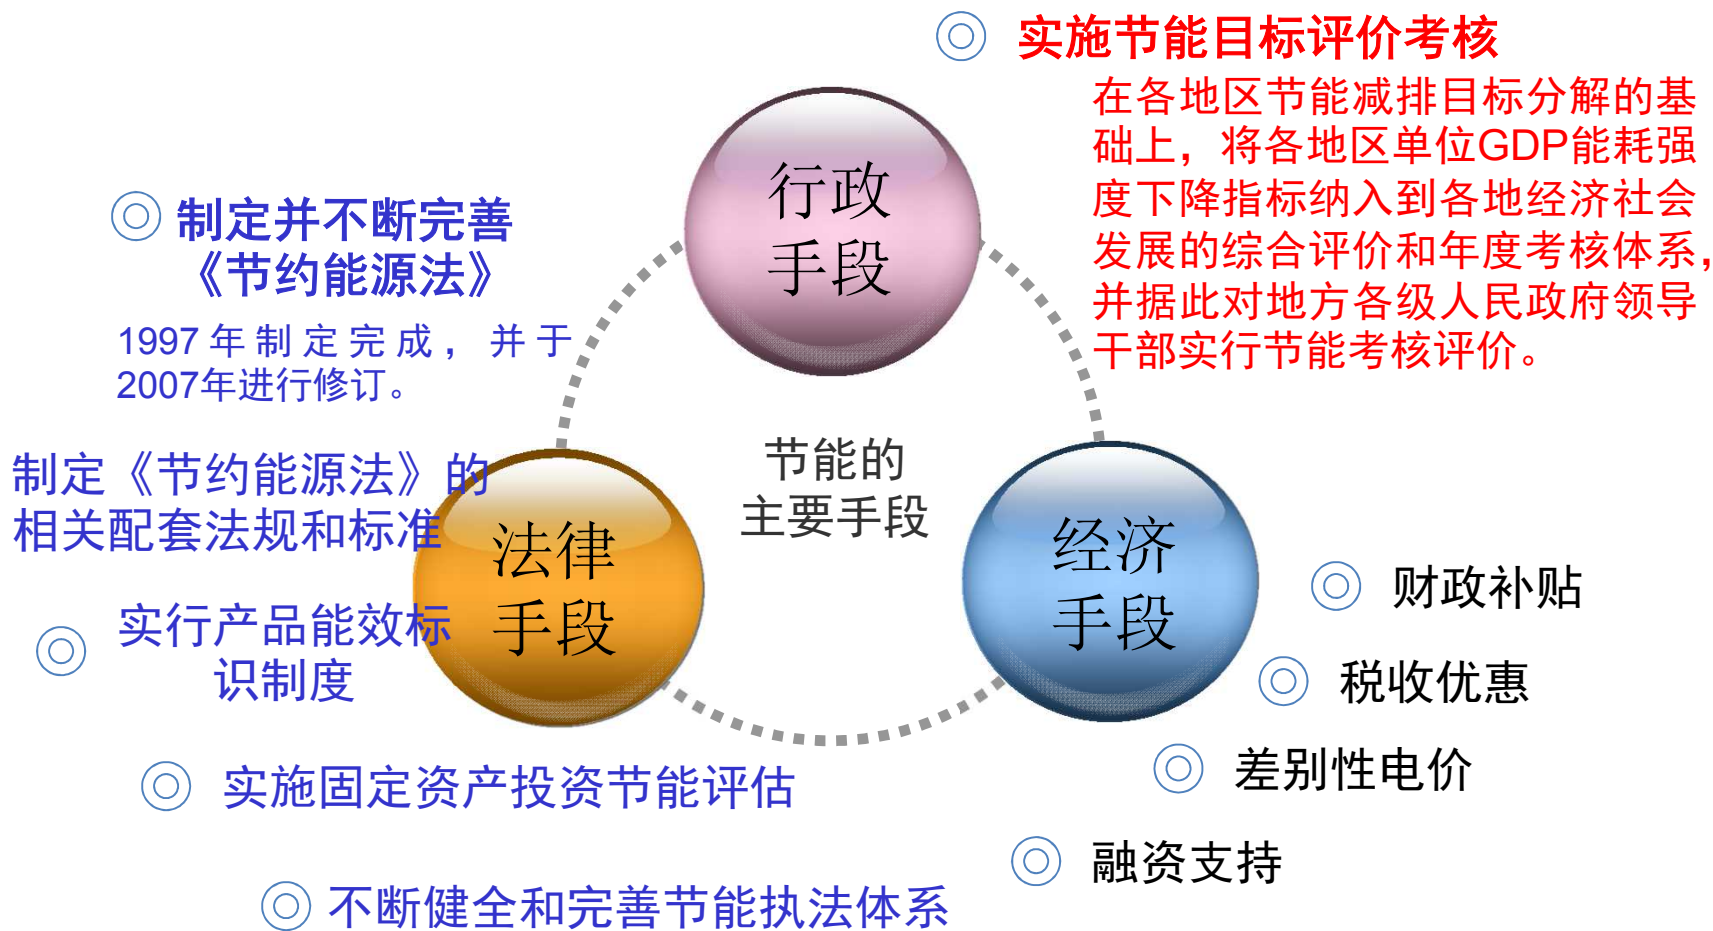 实施节能目标评价考核
在各地区节能减排目标分解的基
础上，将各地区单位GDP能耗强
度下降指标纳入到各地经济社会
发展的综合评价和年度考核体系，
并据此对地方各级人民政府领导
干部实行节能考核评价。
行政
手段
制定并不断完善
《节约能源法》
1997年制定完成，并于
2007年进行修订。
制定《节约能源法》的
相关配套法规和标准
实行产品能效标
识制度
实施固定资产投资节能评估
不断健全和完善节能执法体系
法律
手段
节能的
主要手段
经济
手段
财政补贴
税收优惠
差别性电价
融资支持